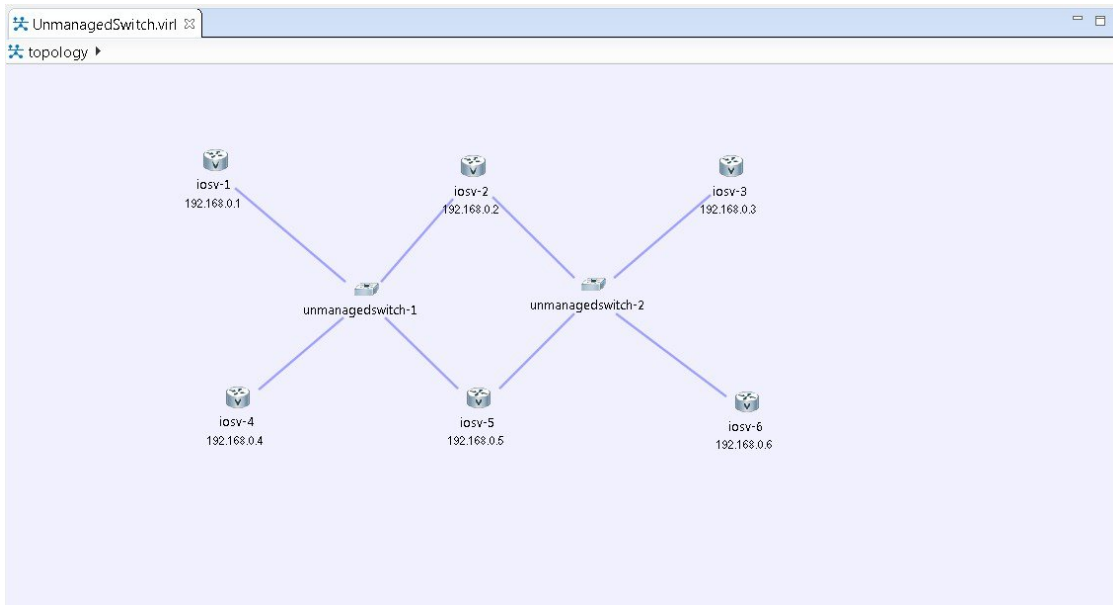 UnmanagedSwitch.virl
topology
iosv-1
192.168.0.1
iosv-2
192.168.0.2
iosv-3
192.168.0.3
unmanagedswitch-1
unmanagedswitch-2
iosv-4
192.168.0.4
iosv-5
192.168.0.5
iosv-6
192.168.0.6